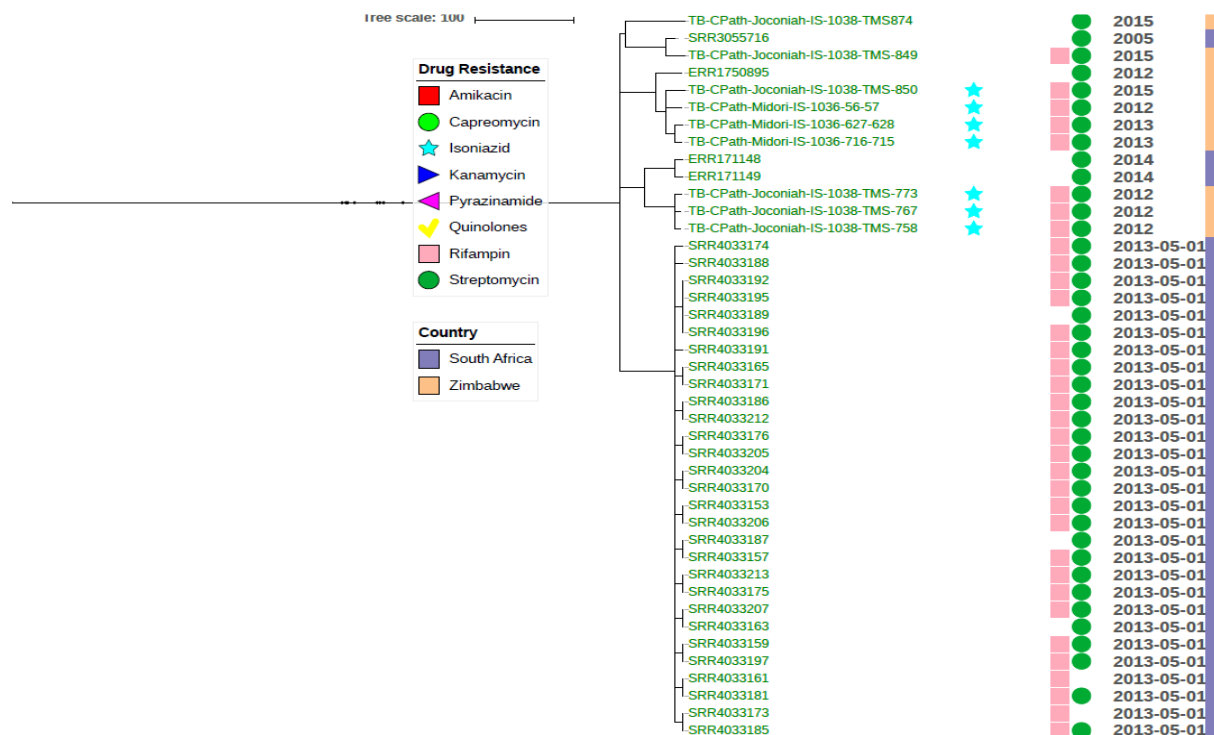 Tree scale: 100
Drug Resistance
Amikacin
Capreomycin
Isoniazid
Kanamycin
Pyrazinamide
Quinolones
Rifampin
Streptomycin
Country
South Africa
Zimbabwe
TB-CPath-Joconiah-IS-1038-TMS874 2015
SRR3055716 2005
TB-CPath-Joconiah-IS-1038-TMS-849 2015
ERR1750895 2012
TB-CPath-Joconiah-IS-1038-TMS-850 2015
TB-CPath-Midori-IS-1036-56-57 2012
TB-CPath-Midori-IS-1036-627-628 2013
TB-CPath-Midori-IS-1036-716-715 2013
ERR171148 2014
ERR171149 2014
TB-CPath-Joconiah-IS-1038-TMS-773 2012
TB-CPath-Joconiah-IS-1038-TMS-767 2012
TB-CPath-Joconiah-IS-1038-TMS-758 2012
SRR4033174 2013-05-01
SRR4033188 2013-05-01
SRR4033192 2013-05-01
SRR4033195 2013-05-01
SRR4033189 2013-05-01
SRR4033196 2013-05-01
SRR4033191 2013-05-01
SRR4033165 2013-05-01
SRR4033171 2013-05-01
SRR4033186 2013-05-01
SRR4033212 2013-05-01
SRR4033176 2013-05-01
SRR4033205 2013-05-01
SRR4033204 2013-05-01
SRR4033170 2013-05-01
SRR4033153 2013-05-01
SRR4033206 2013-05-01
SRR4033187 2013-05-01
SRR4033157 2013-05-01
SRR4033213 2013-05-01
SRR4033175 2013-05-01
SRR4033207 2013-05-01
SRR4033163 2013-05-01
SRR4033159 2013-05-01
SRR4033197 2013-05-01
SRR4033161 2013-05-01
SRR4033181 2013-05-01
SRR4033173 2013-05-01
SRR4033185 2013-05-01